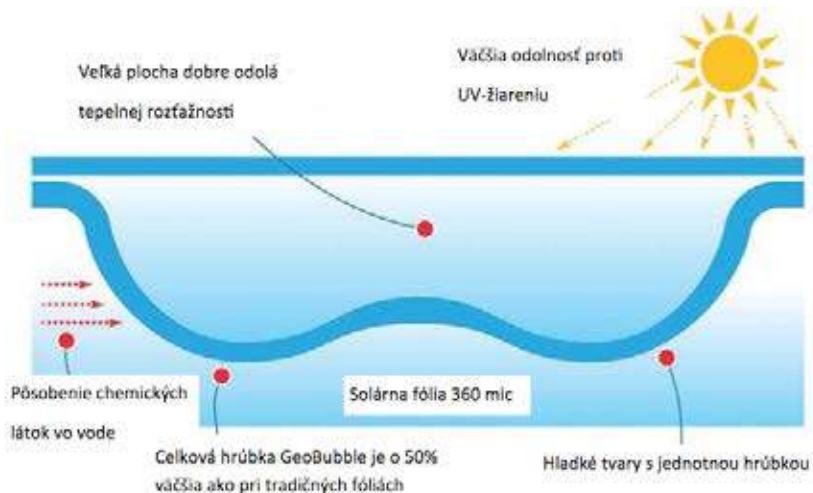 Veľká plocha dobre odolá
tepelnej rozťažnosti
Väčšia odolnosť proti
UV-žiareniu
Pôsobenie chemických
látok vo vode
Solárna fólia 360 mic
Celková hrúbka GeoBubble je o 50%
väčšia ako pri tradičných fóliách
Hladké tvary s jednotnou hrúbkou